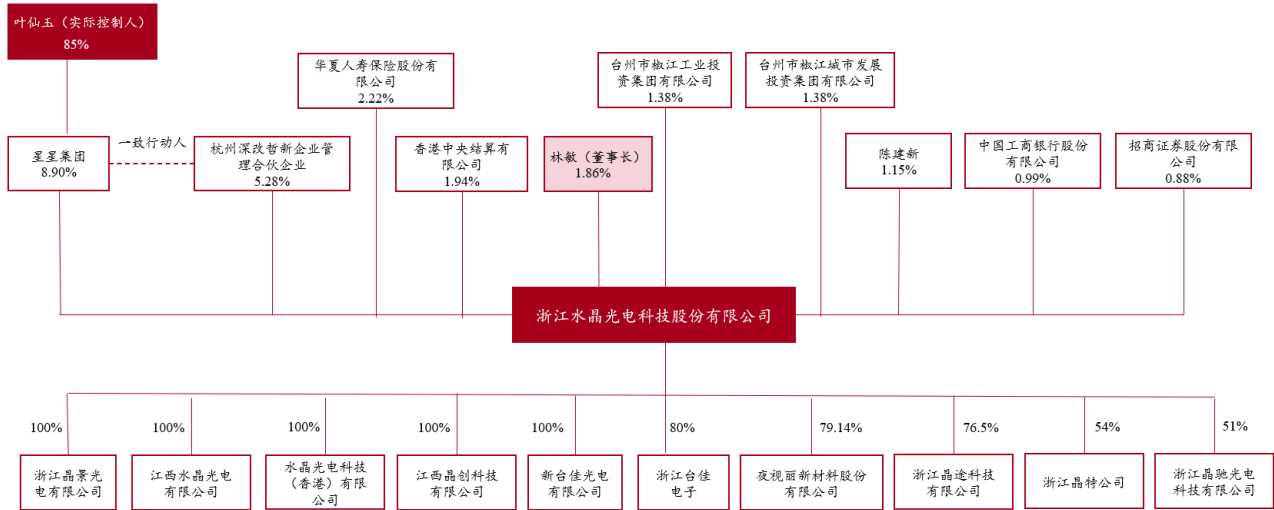 叶仙玉（实际控制人）
85%
华夏人寿保险股份有
限公司
2.22%
台州市椒江工业投
资集团有限公司
1.38%
台州市椒江城市发展
投资集团有限公司
1.38%
一致行动人
星星集团
8.90%
杭州深改哲新企业管
理合伙企业
5.28%
香港中央结算有
限公司
1.94%
林敏（董事长）
1.86%
陈建新
1.15%
中国工商银行股份
有限公司
0.99%
招商证券股份有限
公司
0.88%
浙江水晶光电科技股份有限公司
100%
100%
100%
100%
100%
80%
79.14%
76.5%
54%
51%
浙江晶景光
电有限公司
江西水晶光电
有限公司
水晶光电科技
（香港）有限
公司
江西晶创科技
有限公司
新台佳光电
有限公司
浙江台佳
电子
夜视丽新材料股份
有限公司
浙江晶途科技
有限公司
浙江晶特公司
浙江晶驰光电
科技有限公司